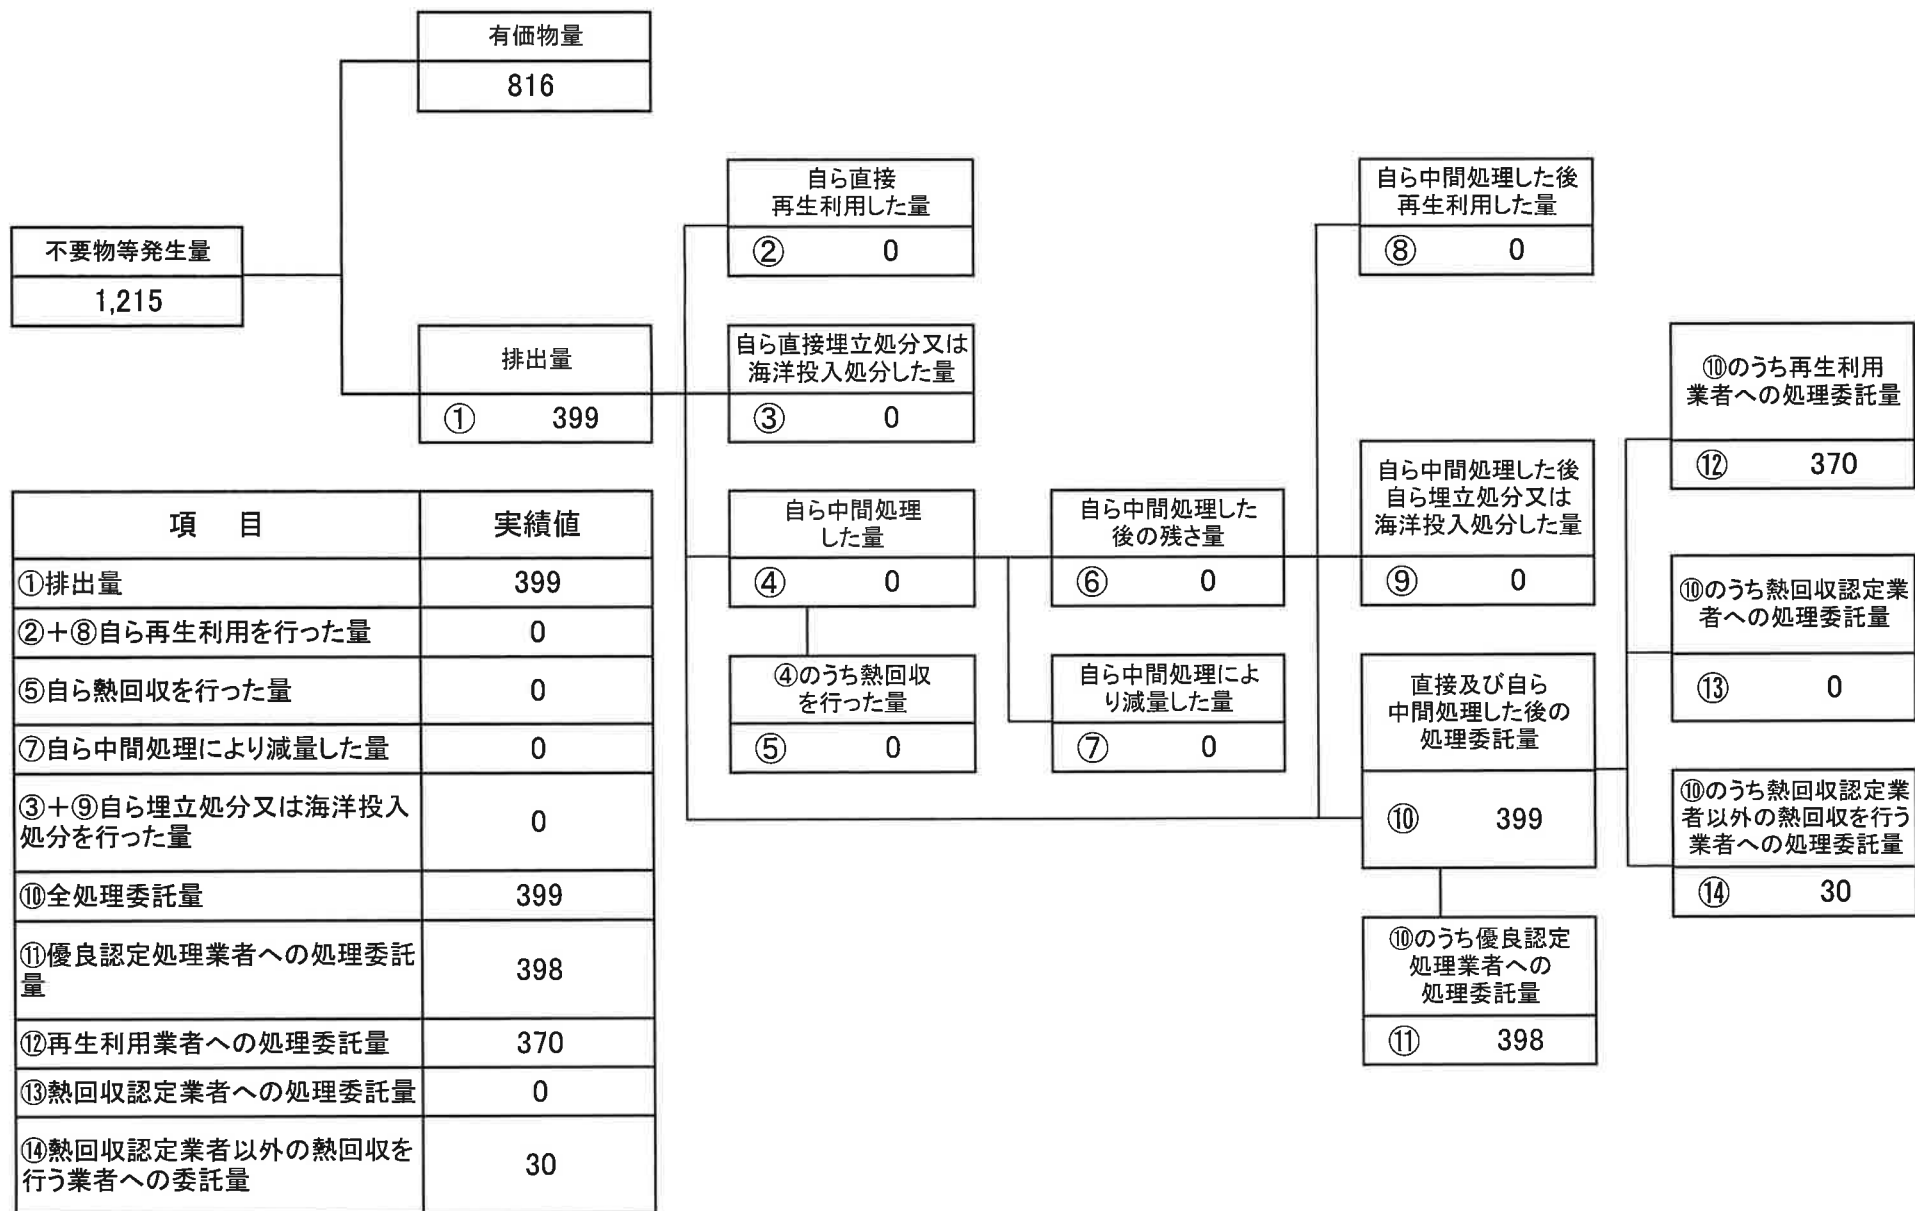 有価物量
816
不要物等発生量
1,215
排出量
① 399
自ら直接
再生利用した量
② 0
自ら直接埋立処分又は
海洋投入処分した量
③ 0
自ら中間処理
した量
④ 0
④のうち熱回収
を行った量
⑤ 0
自ら中間処理した
後の残さ量
⑥ 0
自ら中間処理によ
り減量した量
⑦ 0
自ら中間処理した後
再生利用した量
⑧ 0
自ら中間処理した後
自ら埋立処分又は
海洋投入処分した量
⑨ 0
直接及び自ら
中間処理した後の
処理委託量
⑩ 399
⑩のうち優良認定
処理業者への
処理委託量
⑪ 398
⑩のうち再生利用
業者への処理委託量
⑫ 370
⑩のうち熱回収認定業
者への処理委託量
⑬ 0
⑩のうち熱回収認定業
者以外の熱回収を行う
業者への処理委託量
⑭ 30
項 目 実績値
①排出量 399
②+⑧自ら再生利用を行った量 0
⑤自ら熱回収を行った量 0
⑦自ら中間処理により減量した量 0
③+⑨自ら埋立処分又は海洋投入
処分を行った量 0
⑩全処理委託量 399
⑪優良認定処理業者への処理委託
量 398
⑫再生利用業者への処理委託量 370
⑬熱回収認定業者への処理委託量 0
⑭熱回収認定業者以外の熱回収を
行う業者への委託量 30